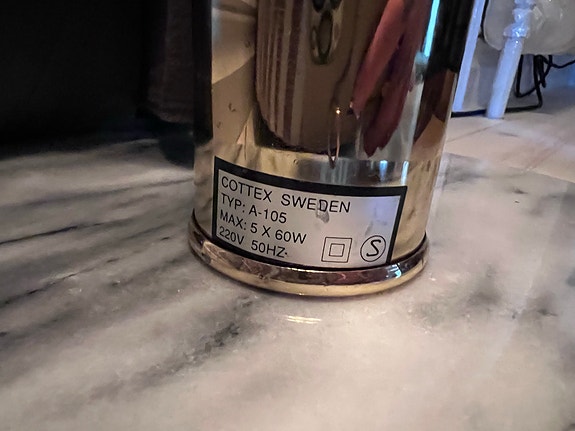 COTTEX SWEDEN
TYP: A-105
MAX: 5 X 60W
220V 50HZ
S